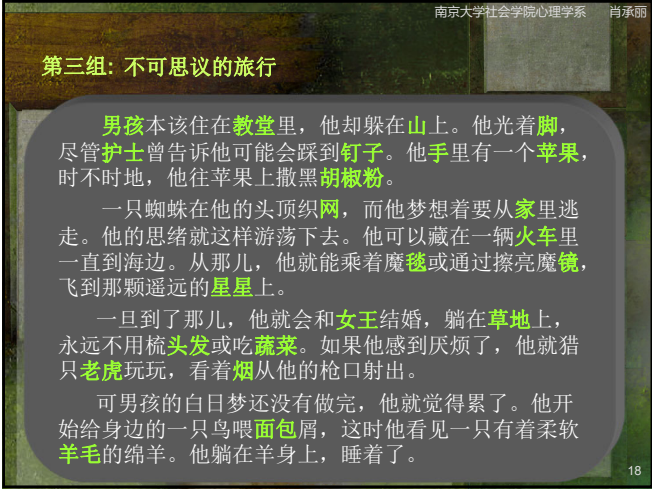 南京大学社会学院心理学系 肖承丽
第三组: 不可思议的旅行
男孩本该住在教堂里，他却躲在山上。他光着脚，
尽管护士曾告诉他可能会踩到钉子。他手里有一个苹果，
时不时地，他往苹果上撒黑胡椒粉。
一只蜘蛛在他的头顶织网，而他梦想着要从家里逃
走。他的思绪就这样游荡下去。他可以藏在一辆火车里
一直到海边。从那儿，他就能乘着魔毯或通过擦亮魔镜，
飞到那颗遥远的星星上。
一旦到了那儿，他就会和女王结婚，躺在草地上，
永远不用梳头发或吃蔬菜。如果他感到厌烦了，他就猎
只老虎玩玩，看着烟从他的枪口射出。
可男孩的白日梦还没有做完，他就觉得累了。他开
始给身边的一只鸟喂面包屑，这时他看见一只有着柔软
羊毛的绵羊。他躺在羊身上，睡着了。
18